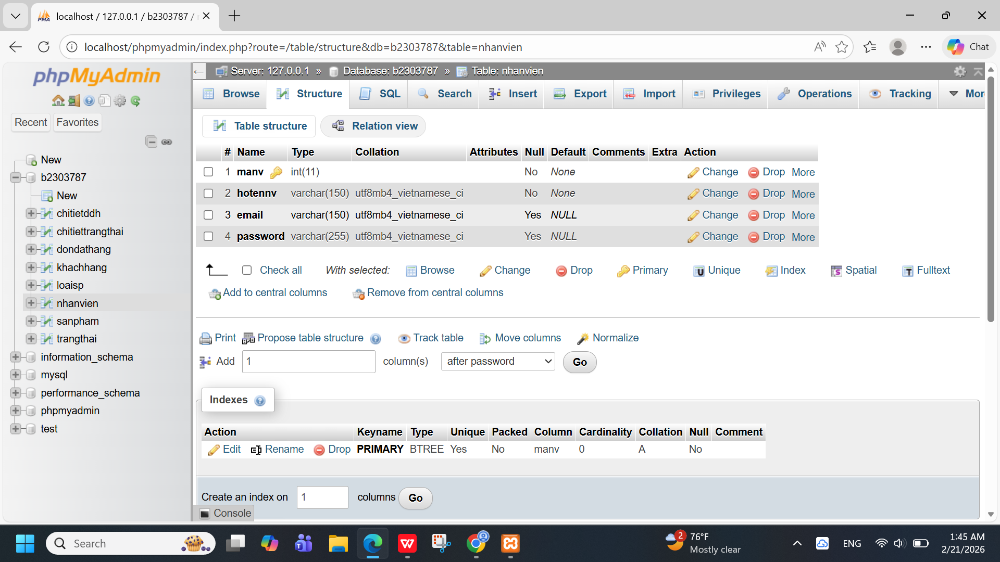 localhost / 127.0.0.1 / b2303787 /
localhost/phpmyadmin/index.php?route=/table/structure&db=b2303787&table=nhanvien
Chat
phpMyAdmin
Recent
Favorites
New
b2303787
New
chitietddh
chitiettrangthai
dondathang
khachhang
loaisp
nhanvien
sanpham
trangthai
information_schema
mysql
performance_schema
phpmyadmin
test
Server: 127.0.0.1 » Database: b2303787 » Table: nhanvien
Browse Structure SQL Search Insert Export Import Privileges Operations Tracking Mor
Table structure Relation view
# Name Type Collation Attributes Null Default Comments Extra Action
1 manv int(11) No None Change Drop More
2 hotennv varchar(150) utf8mb4_vietnamese_ci No None Change Drop More
3 email varchar(150) utf8mb4_vietnamese_ci Yes NULL Change Drop More
4 password varchar(255) utf8mb4_vietnamese_ci Yes NULL Change Drop More
Check all With selected: Browse Change Drop Primary Unique Index Spatial Fulltext
Add to central columns Remove from central columns
Print Propose table structure Track table Move columns Normalize
Add 1 column(s) after password Go
Indexes
Action Keyname Type Unique Packed Column Cardinality Collation Null Comment
Edit Rename Drop PRIMARY BTREE Yes No manv 0 A No
Create an index on 1 columns Go
Console
Search
2
76°F
Mostly clear
ENG
1:45 AM
2/21/2026